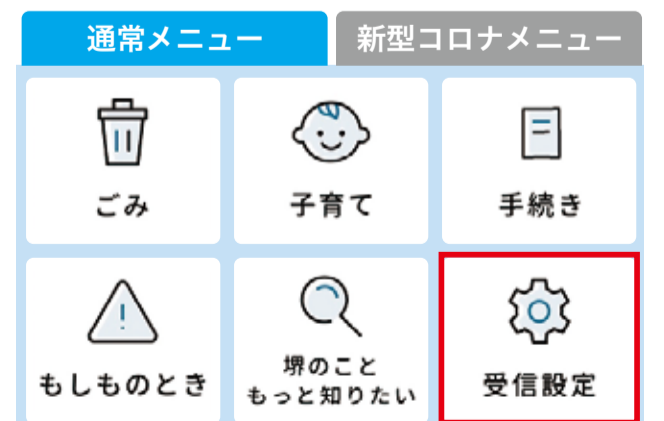 通常メニュー
新型コロナメニュー
ごみ
子育て
手続き
もしものとき
堺のこと
もっと知りたい
受信設定